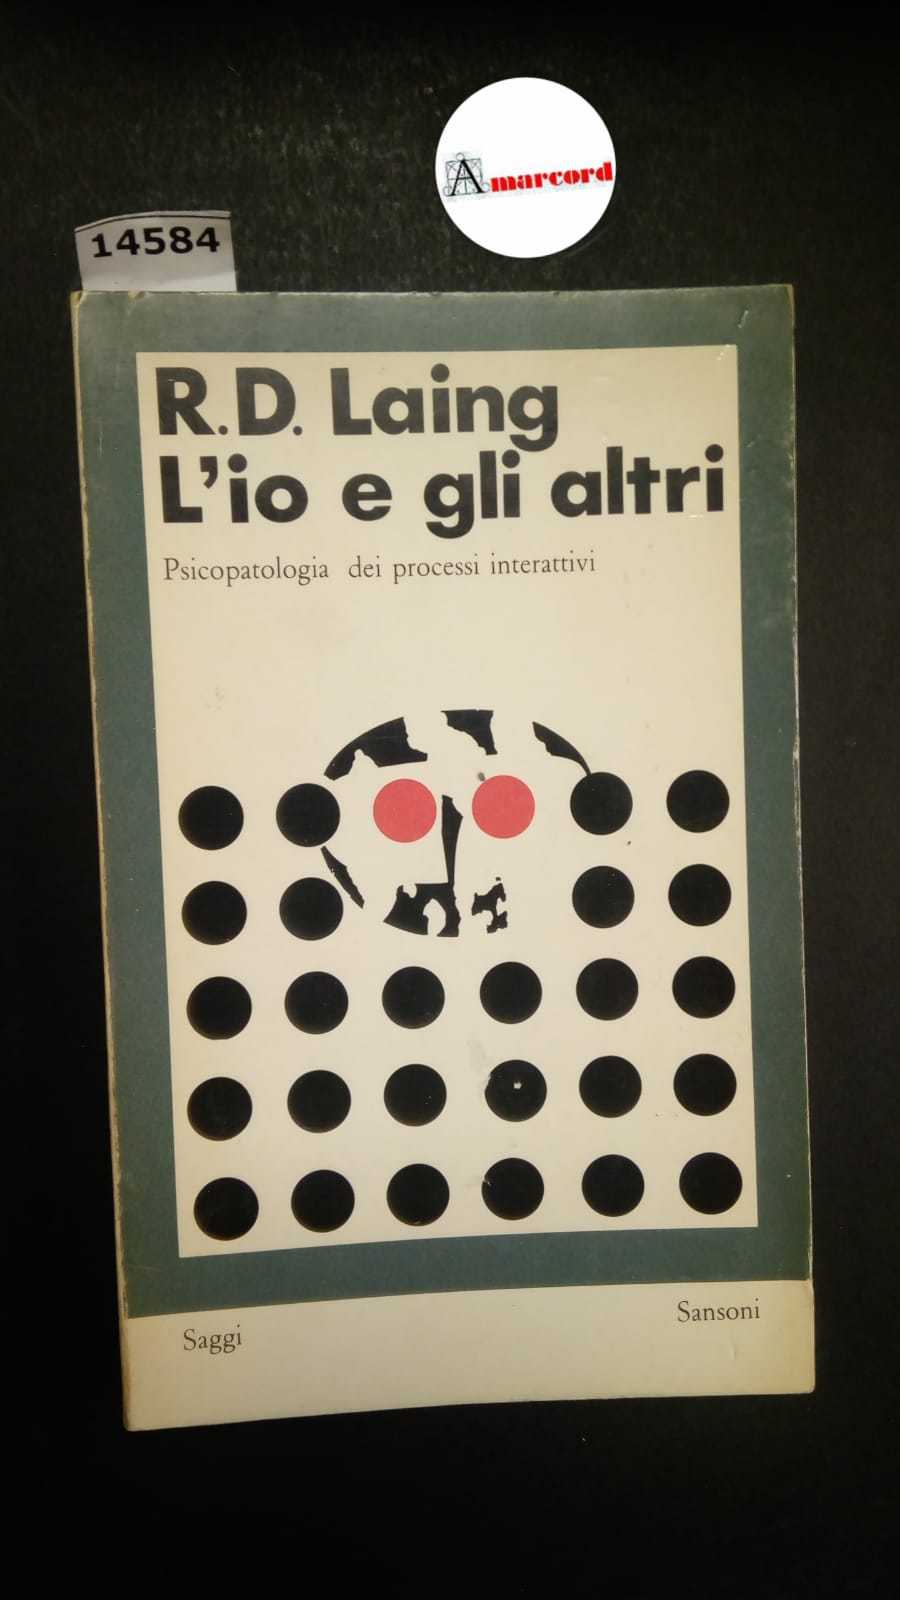 Amarcord
14584
R.D. Laing
L'io e gli altri
Psicopatologia dei processi interattivi
Sansoni
Saggi